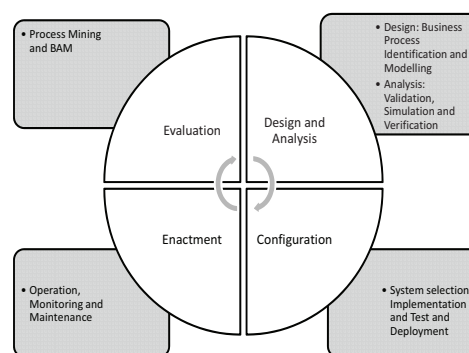 • Process Mining
and BAM
• Design: Business
Process
Identification and
Modelling
• Analysis:
Validation,
Simulation and
Verification
Evaluation
Design and
Analysis
Enactment
Configuration
• Operation,
Monitoring and
Maintenance
• System selection,
Implementation
and Test and
Deployment